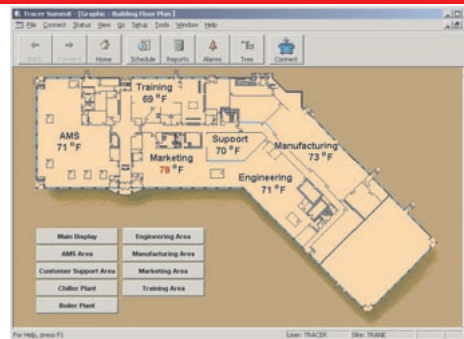 Tracer Summit - [Graphic - Building Floor Plan ]
File Connect Status View Go Setup Tools Window Help
Back Forward Home Schedule Reports Alarms Tree Connect
Training
69 °F
AMS
71 °F
Support
70 °F
Manufacturing
73 °F
Marketing
78 °F
Engineering
71 °F
Main Display Engineering Area
AMS Area Manufacturing Area
Customer Support Area Marketing Area
Chiller Plant Training Area
Boiler Plant
For Help, press F1 User: TRACER Site: TRANE